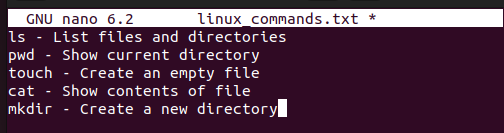 GNU nano 6.2 linux_commands.txt *
ls - List files and directories
pwd - Show current directory
touch - Create an empty file
cat - Show contents of file
mkdir - Create a new directory